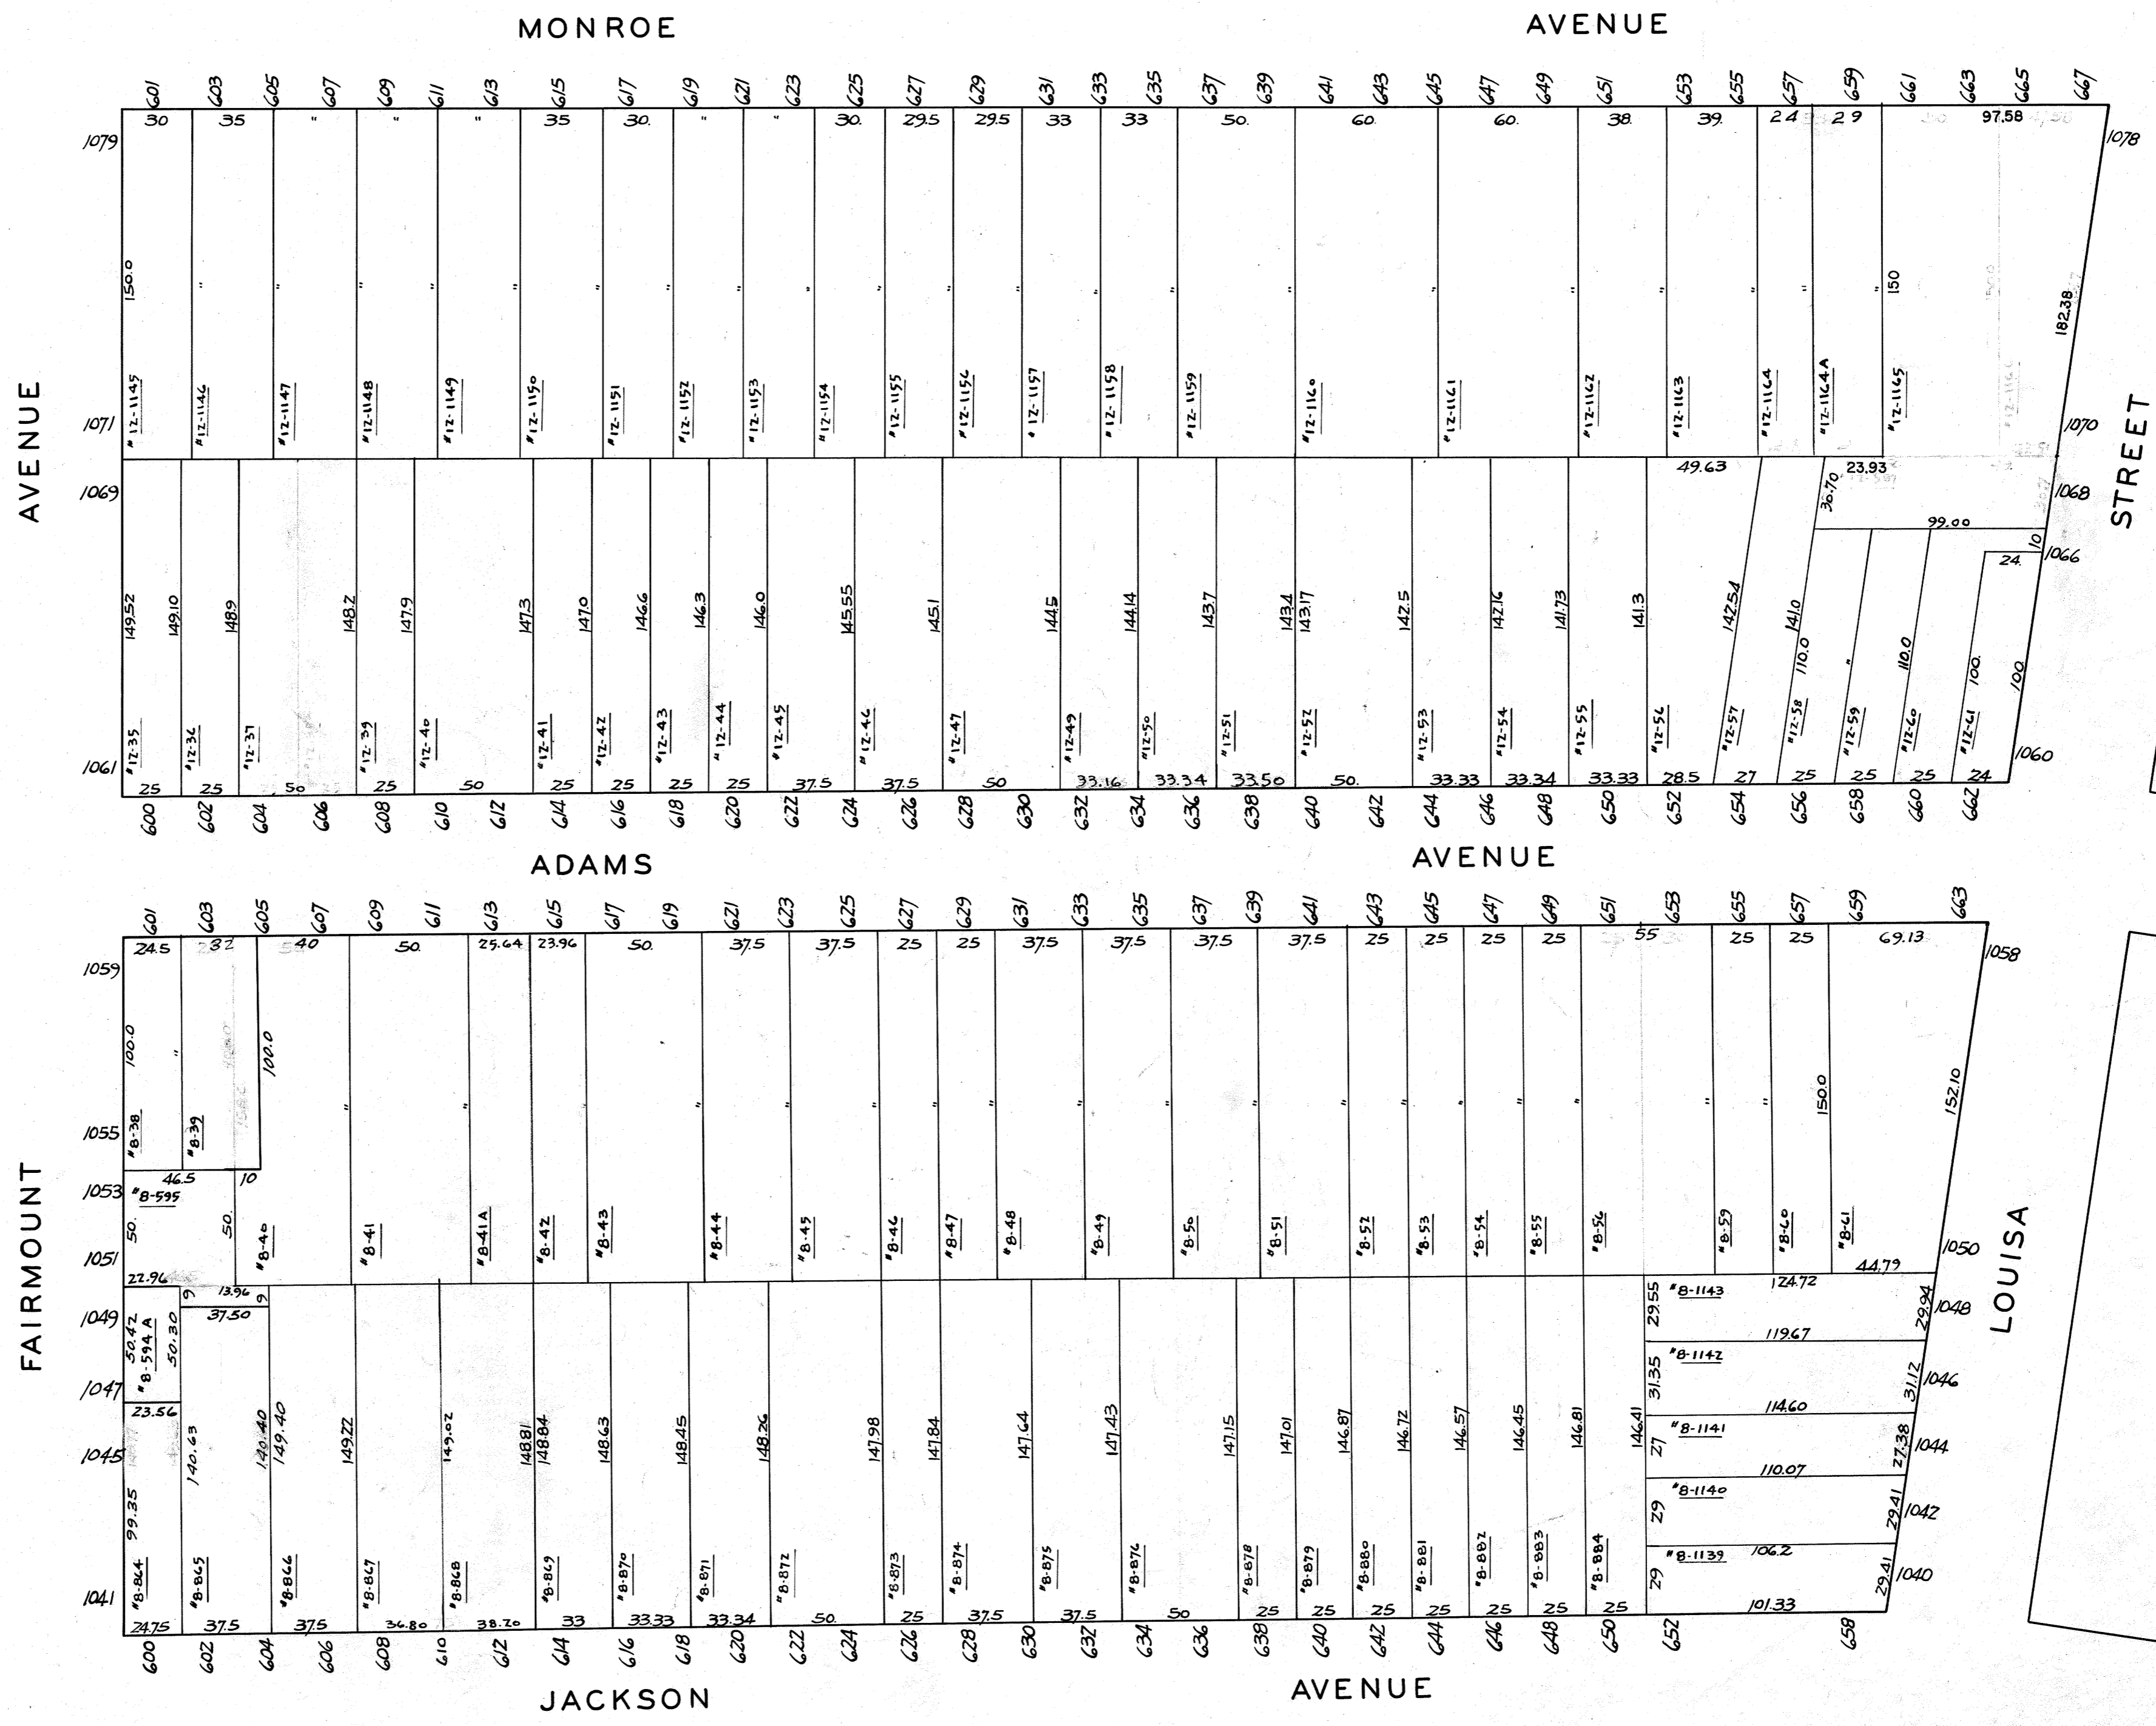 MONROE AVENUE
601 603 605 607 609 611 613 615 617 619 621 623 625 627 629 631 633 635 637 639 641 643 645 647 649 651 653 655 657 659 661 663 665 667
30 35 " " " 35 30. " " 30. 29.5 29.5 33 33 50. 60. 60. 38. 39. 24 29 97.58
1079 1078
150.0 " " " " " " " " " " " " " " " " " " " " " 150 182.38
#12-1145 #12-1146 #12-1147 #12-1148 #12-1149 #12-1150 #12-1151 #12-1152 #12-1153 #12-1154 #12-1155 #12-1156 #12-1157 #12-1158 #12-1159 #12-1160 #12-1161 #12-1162 #12-1163 #12-1164 #12-1164A #12-1165
1071 1070
AVENUE
STREET
49.63 23.93
1069 36.70 1068
99.00
10 1066
24.
149.52 149.10 148.9 148.2 147.9 147.3 147.0 146.6 146.3 146.0 145.55 145.1 144.5 144.14 143.7 143.4 143.17 142.5 142.16 141.73 141.3 142.54 141.0
110.0 " 110.0 100. 100.
#12-35 #12-36 #12-37 #12-39 #12-40 #12-41 #12-42 #12-43 #12-44 #12-45 #12-46 #12-47 #12-49 #12-50 #12-51 #12-52 #12-53 #12-54 #12-55 #12-56 #12-57 #12-58 #12-59 #12-60 #12-61
1061 1060
25 25 50 25 50 25 25 25 25 37.5 37.5 50 33.16 33.34 33.50 50. 33.33 33.34 33.33 28.5 27 25 25 25 24
600 602 604 606 608 610 612 614 616 618 620 622 624 626 628 630 632 634 636 638 640 642 644 646 648 650 652 654 656 658 660 662
ADAMS AVENUE
601 603 605 607 609 611 613 615 617 619 621 623 625 627 629 631 633 635 637 639 641 643 645 647 649 651 653 655 657 659 663
24.5 32 40 50. 25.64 23.96 50. 37.5 37.5 25 25 37.5 37.5 37.5 37.5 25 25 25 25 55 25 25 69.13
1059 1058
100.0 " 100.0 " " " " " " " " " " " " " " " " " 150.0 152.10
#8-38 #8-39
1055
46.5 10
1053 #8-595
50. 50.
#8-40 #8-41 #8-41A #8-42 #8-43 #8-44 #8-45 #8-46 #8-47 #8-48 #8-49 #8-50 #8-51 #8-52 #8-53 #8-54 #8-55 #8-56 #8-59 #8-60 #8-61
1051 1050
22.96 44.79
FAIRMOUNT
LOUISA
9 13.96 9 124.72
37.50
29.55 #8-1143 29.94
1049 1048
50.42 #8-594A 50.30
119.67
31.35 #8-1142 31.12
1047 1046
23.56 114.60
27 #8-1141 27.38
1045 1044
140.63 140.40 149.40 149.22 149.02 148.81 148.84 148.63 148.45 148.26 147.98 147.84 147.64 147.43 147.15 147.01 146.87 146.72 146.57 146.45 146.81 146.41
110.07
99.35
29 #8-1140 29.41 1042
106.2
29 #8-1139 29.41
1041 1040
#8-864 #8-865 #8-866 #8-867 #8-868 #8-869 #8-870 #8-871 #8-872 #8-873 #8-874 #8-875 #8-876 #8-878 #8-879 #8-880 #8-881 #8-882 #8-883 #8-884
24.75 37.5 37.5 36.80 38.20 33 33.33 33.34 50. 25 37.5 37.5 50 25 25 25 25 25 25 25 101.33
600 602 604 606 608 610 612 614 616 618 620 622 624 626 628 630 632 634 636 638 640 642 644 646 648 650 652 658
JACKSON AVENUE